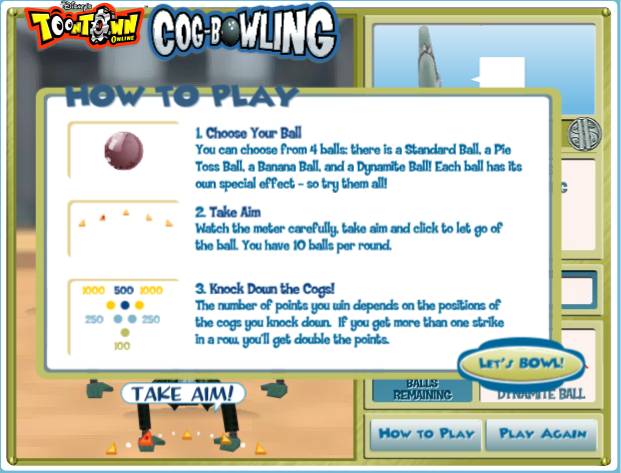 Disney's
TOONTOWN
ONLINE
COG-BOWLING
HOW TO PLAY
1. Choose Your Ball
You can choose from 4 balls: there is a Standard Ball, a Pie
Toss Ball, a Banana Ball, and a Dynamite Ball! Each ball has its
own special effect - so try them all!
2. Take Aim
Watch the meter carefully, take aim and click to let go of
the ball. You have 10 balls per round.
3. Knock Down the Cogs!
1000 500 1000
250 250
100
The number of points you win depends on the positions of
the cogs you knock down. If you get more than one strike
in a row, you'll get double the points.
LET'S BOWL!
BALLS
REMAINING
DYNAMITE BALL
TAKE AIM!
HOW TO PLAY
PLAY AGAIN